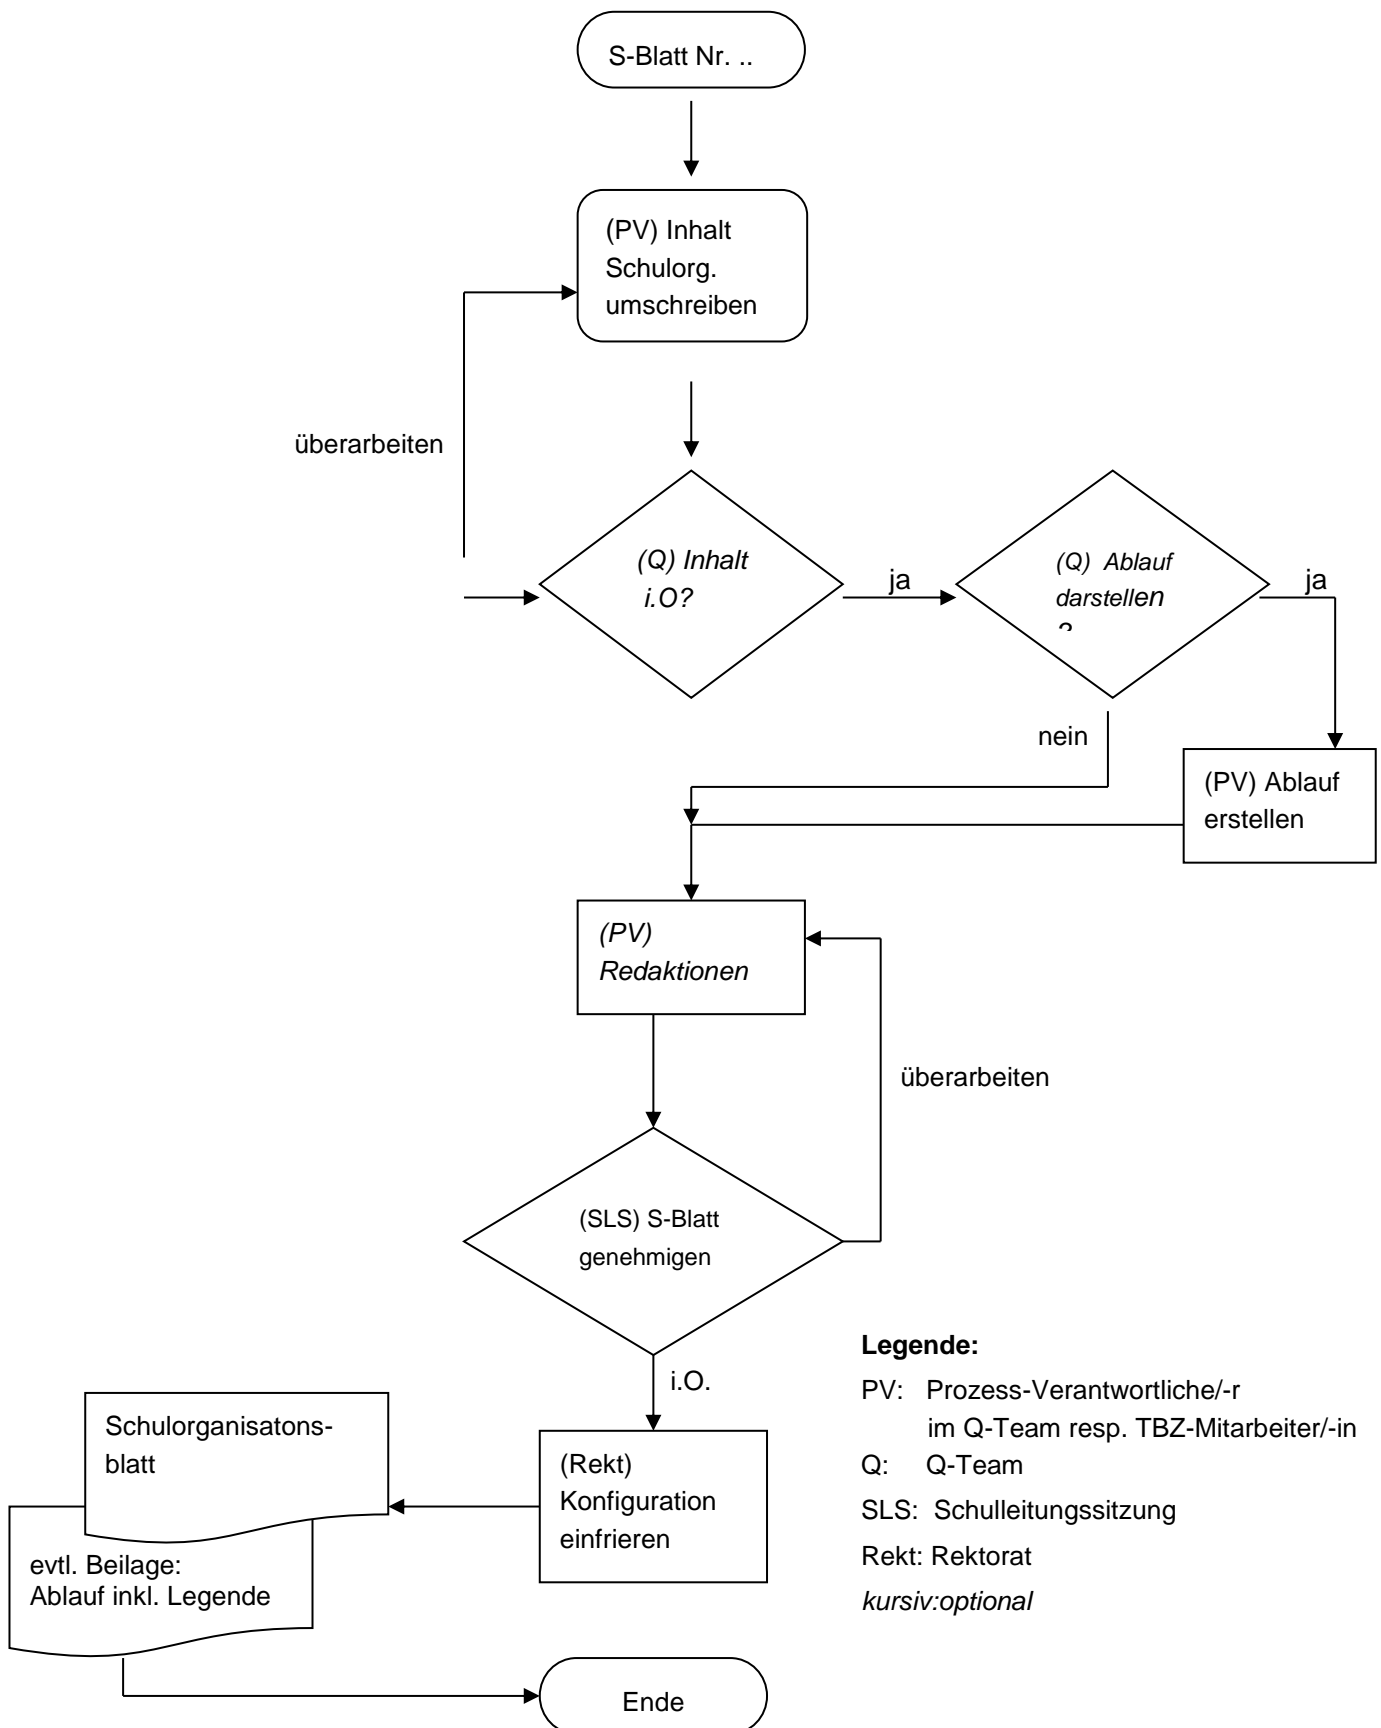 S-Blatt Nr. ..
(PV) Inhalt
Schulorg.
umschreiben
überarbeiten
(Q) Inhalt
i.O?
ja
(Q) Ablauf
darstellen
?
ja
nein
(PV) Ablauf
erstellen
(PV)
Redaktionen
überarbeiten
(SLS) S-Blatt
genehmigen
i.O.
(Rekt)
Konfiguration
einfrieren
Schulorganisatons-
blatt
evtl. Beilage:
Ablauf inkl. Legende
Ende
Legende:
PV: Prozess-Verantwortliche/-r
im Q-Team resp. TBZ-Mitarbeiter/-in
Q: Q-Team
SLS: Schulleitungssitzung
Rekt: Rektorat
kursiv:optional